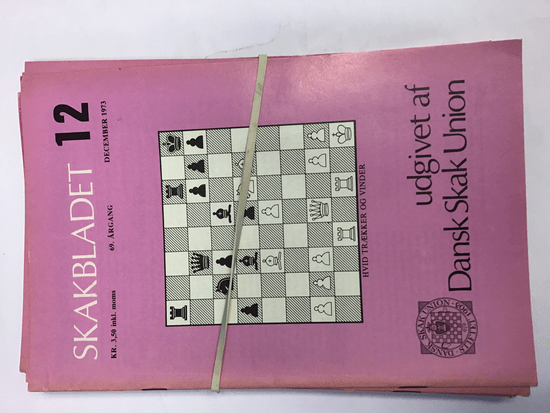 SKAKBLADET 12
KR. 3,50 inkl. moms 69. ÅRGANG DECEMBER 1973
HVID TRÆKKER OG VINDER
udgivet af
Dansk Skak Union